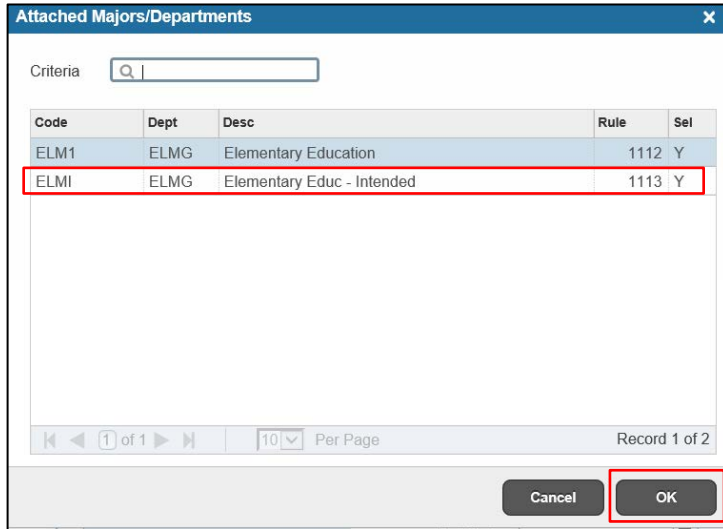 Attached Majors/Departments X
Criteria
Code Dept Desc Rule Sel
ELM1 ELMG Elementary Education 1112 Y
ELMI ELMG Elementary Educ - Intended 1113 Y
1 of 1 10 Per Page Record 1 of 2
Cancel OK